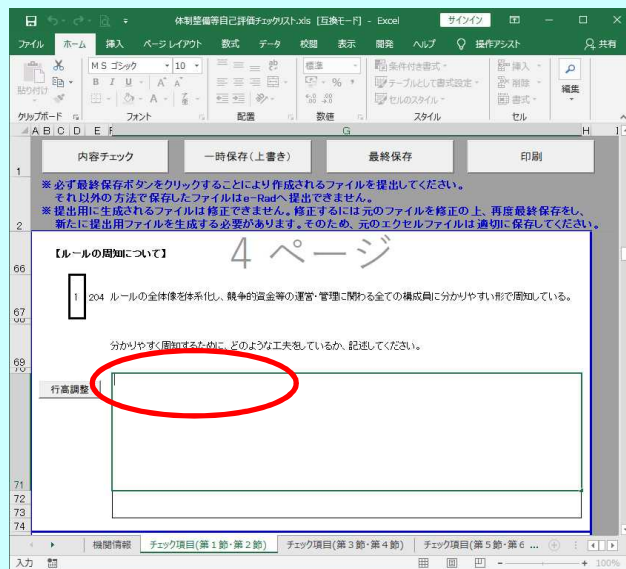 体制整備等自己評価チェックリスト.xls [互換モード] - Excel サインイン
ファイル ホーム 挿入 ページ レイアウト 数式 データ 校閲 表示 開発 ヘルプ 操作アシスト 共有
MS ゴシック 10 標準 条件付き書式 挿入
貼り付け B I U A テーブルとして書式設定 削除 編集
セルのスタイル 書式
クリップボード フォント 配置 数値 スタイル セル
A B C D E F G H I
内容チェック 一時保存(上書き) 最終保存 印刷
1
※必ず最終保存ボタンをクリックすることにより作成されるファイルを提出してください。
それ以外の方法で保存したファイルはe-Radへ提出できません。
※提出用に生成されるファイルは修正できません。修正するには元のファイルを修正の上、再度最終保存をし、
2 新たに提出用ファイルを生成する必要があります。そのため、元のエクセルファイルは適切に保存してください。
【ルールの周知について】 4 ページ
66
1 204 ルールの全体像を体系化し、競争的資金等の運営・管理に関わる全ての構成員に分かりやすい形で周知している。
67
68
分かりやすく周知するために、どのような工夫をしているか、記述してください。
69
70
行高調整
71
72
73
74
機関情報 チェック項目(第1節・第2節) チェック項目(第3節・第4節) チェック項目(第5節・第6 ...
入力 100%